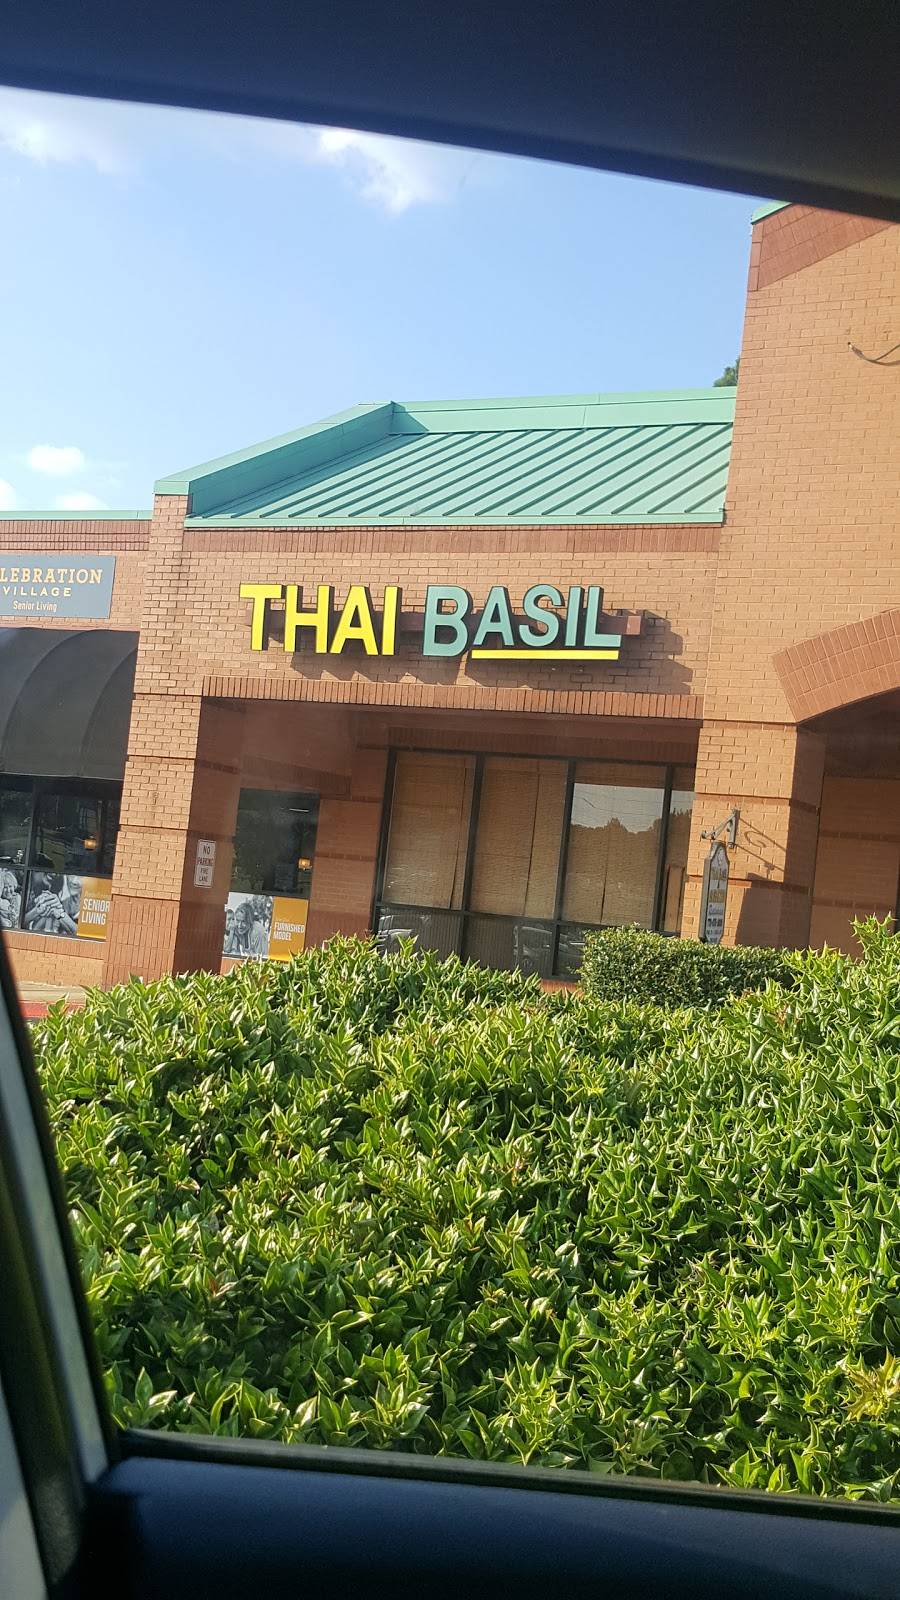 LEBRATION
VILLAGE
Senior Living
THAI BASIL
NO
PARKING
FIRE
LANE
SENIOR
LIVING
FURNISHED
MODEL